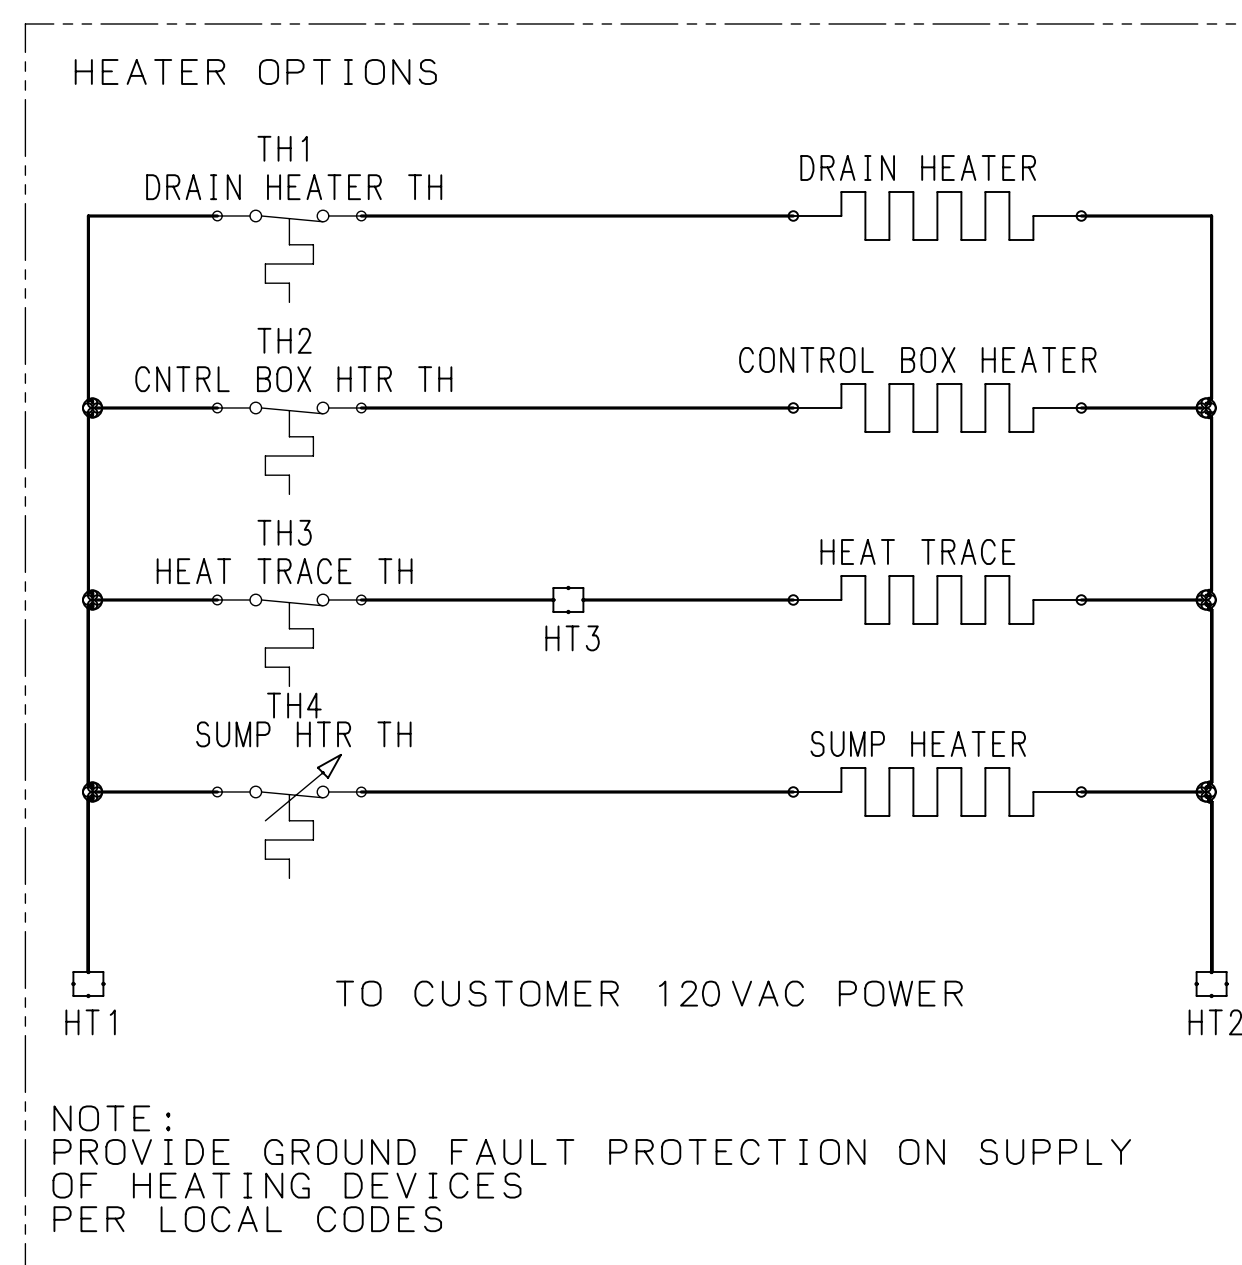 HEATER OPTIONS
TH1
DRAIN HEATER TH
DRAIN HEATER
TH2
CNTRL BOX HTR TH
CONTROL BOX HEATER
TH3
HEAT TRACE TH
HEAT TRACE
HT3
TH4
SUMP HTR TH
SUMP HEATER
TO CUSTOMER 120VAC POWER
HT1
HT2
NOTE:
PROVIDE GROUND FAULT PROTECTION ON SUPPLY
OF HEATING DEVICES
PER LOCAL CODES